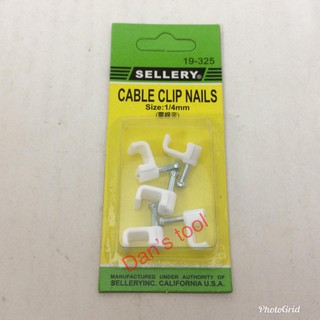 19-325
SELLERY®
CABLE CLIP NAILS
Size:1/4mm
Dan's tool
MANUFACTURED UNDER AUTHORITY OF
SELLERYINC. CALIFORNIA U.S.A.
PhotoGrid